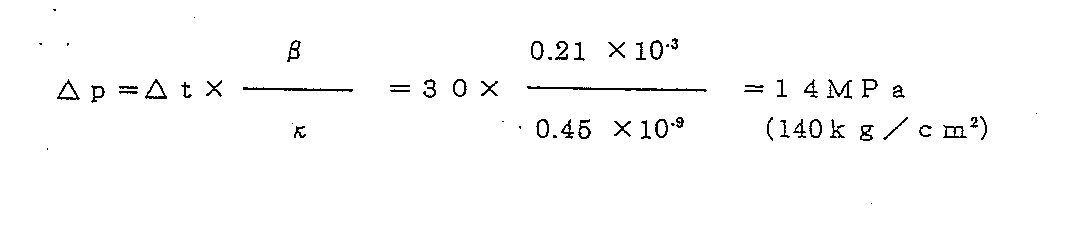 β 0.21 ×10⁻³
△p=△t× ─── =30× ─── =14MPa
κ 0.45 ×10⁻⁹ (140kg/cm²)